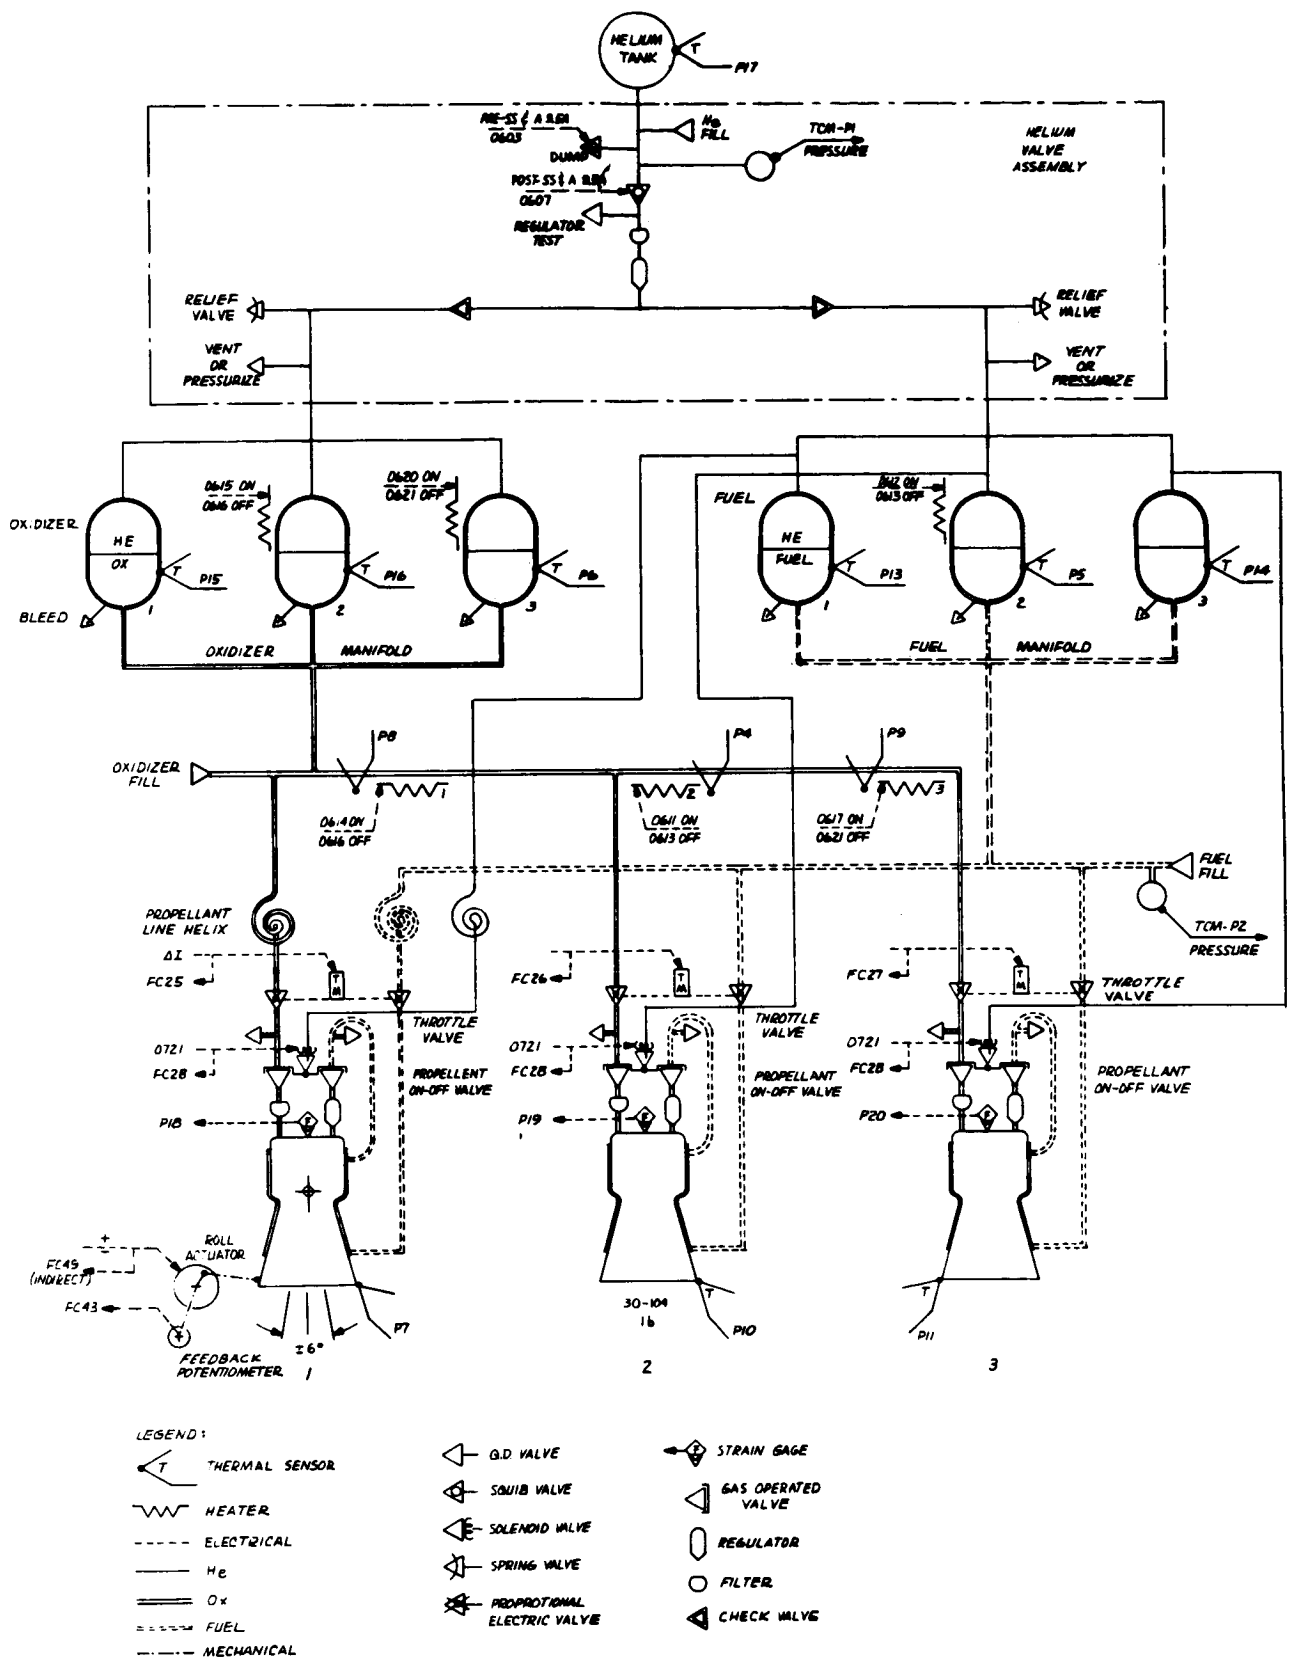 HELIUM
TANK
T
P17
PRE-SS & A REA
0603
DUMP
He
FILL
TCM-P1
PRESSURE
HELIUM
VALVE
ASSEMBLY
POST-SS & A REA
0607
REGULATOR
TEST
RELIEF
VALVE
RELIEF
VALVE
VENT
OR
PRESSURIZE
VENT
OR
PRESSURIZE
0615 ON
0616 OFF
0620 ON
0621 OFF
0612 ON
0613 OFF
OXIDIZER
FUEL
HE
OX
HE
FUEL
T
P15
T
P16
T
P6
T
P13
T
P5
T
P14
BLEED
1
2
3
1
2
3
OXIDIZER MANIFOLD
FUEL MANIFOLD
P8
P4
P9
OXIDIZER
FILL
1
2
3
0614 ON
0616 OFF
0611 ON
0613 OFF
0617 ON
0621 OFF
FUEL
FILL
PROPELLANT
LINE HELIX
TCM-P2
PRESSURE
ΔI
FC25
T
M
FC26
T
M
FC27
T
M
THROTTLE
VALVE
THROTTLE
VALVE
THROTTLE
VALVE
0721
FC28
0721
FC28
0721
FC28
PROPELLENT
ON-OFF VALVE
PROPELLANT
ON-OFF VALVE
PROPELLANT
ON-OFF VALVE
P18
F
P19
F
P20
F
+
-
ROLL
ACTUATOR
FC49
(INDIRECT)
FC43
FEEDBACK
POTENTIOMETER
±6°
P7
30-104
lb
T
P10
T
P11
1
2
3
LEGEND:
T
THERMAL SENSOR
HEATER
ELECTRICAL
He
Ox
FUEL
MECHANICAL
Q.D. VALVE
SQUIB VALVE
SOLENOID VALVE
SPRING VALVE
PROPROTIONAL
ELECTRIC VALVE
F
STRAIN GAGE
GAS OPERATED
VALVE
REGULATOR
FILTER
CHECK VALVE